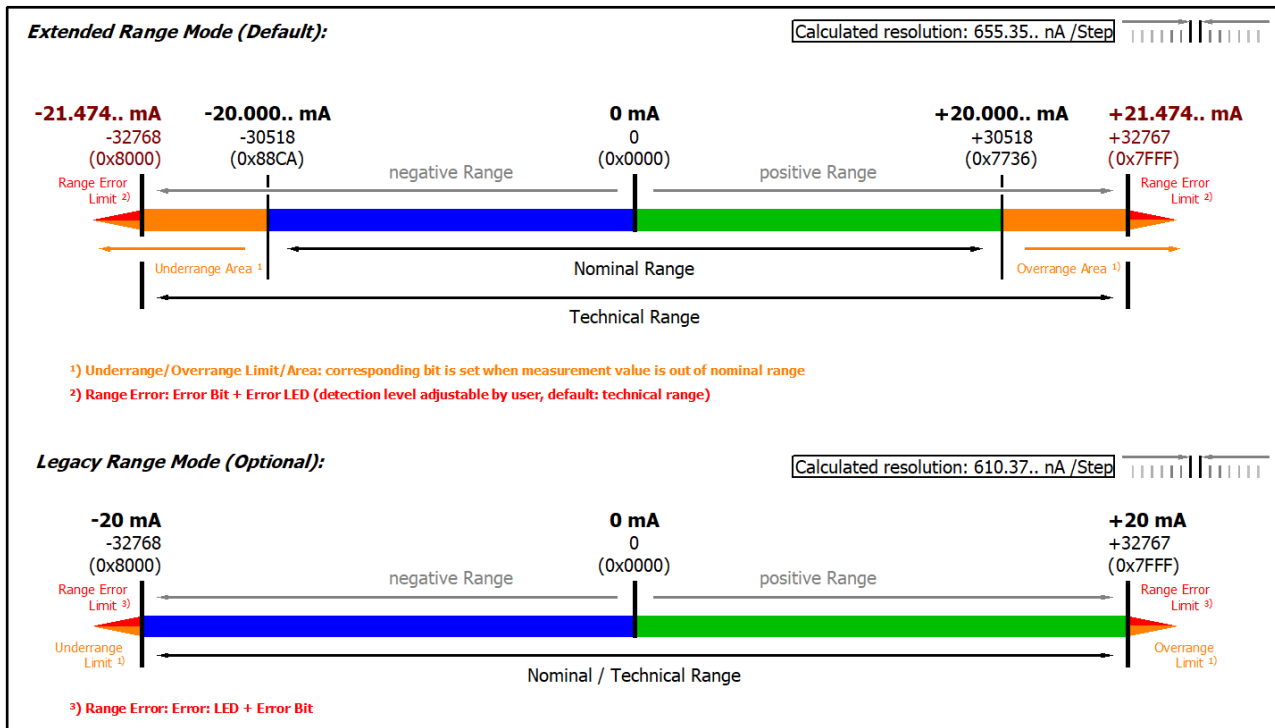 Extended Range Mode (Default):
Calculated resolution: 655.35.. nA /Step
-21.474.. mA
-32768
(0x8000)
-20.000.. mA
-30518
(0x88CA)
0 mA
0
(0x0000)
+20.000.. mA
+30518
(0x7736)
+21.474.. mA
+32767
(0x7FFF)
negative Range
positive Range
Range Error
Limit ²⁾
Range Error
Limit ²⁾
Underrange Area ¹
Nominal Range
Overrange Area ¹⁾
Technical Range
¹) Underrange/Overrange Limit/Area: corresponding bit is set when measurement value is out of nominal range
²) Range Error: Error Bit + Error LED (detection level adjustable by user, default: technical range)
Legacy Range Mode (Optional):
Calculated resolution: 610.37.. nA /Step
-20 mA
-32768
(0x8000)
0 mA
0
(0x0000)
+20 mA
+32767
(0x7FFF)
negative Range
positive Range
Range Error
Limit ³⁾
Range Error
Limit ³⁾
Underrange
Limit ¹⁾
Overrange
Limit ¹⁾
Nominal / Technical Range
³) Range Error: Error: LED + Error Bit